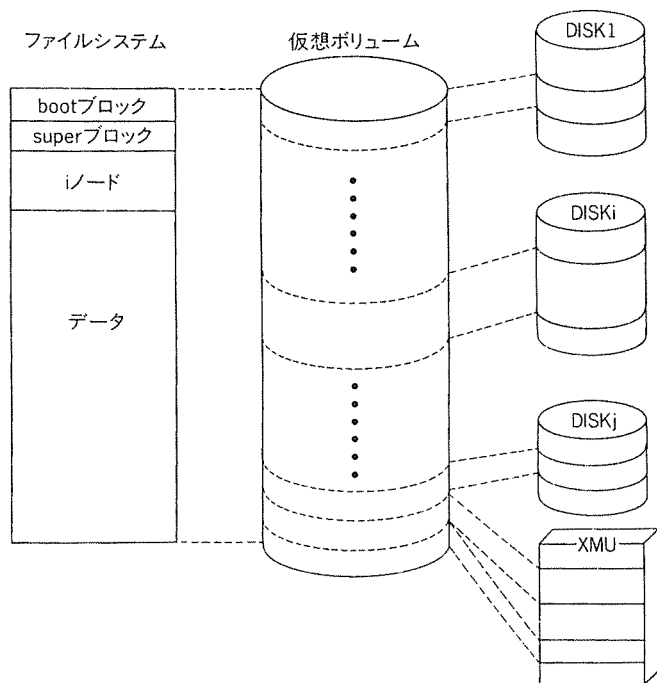 ファイルシステム
仮想ボリューム
bootブロック
superブロック
iノード
データ
DISK1
DISKi
DISKj
XMU